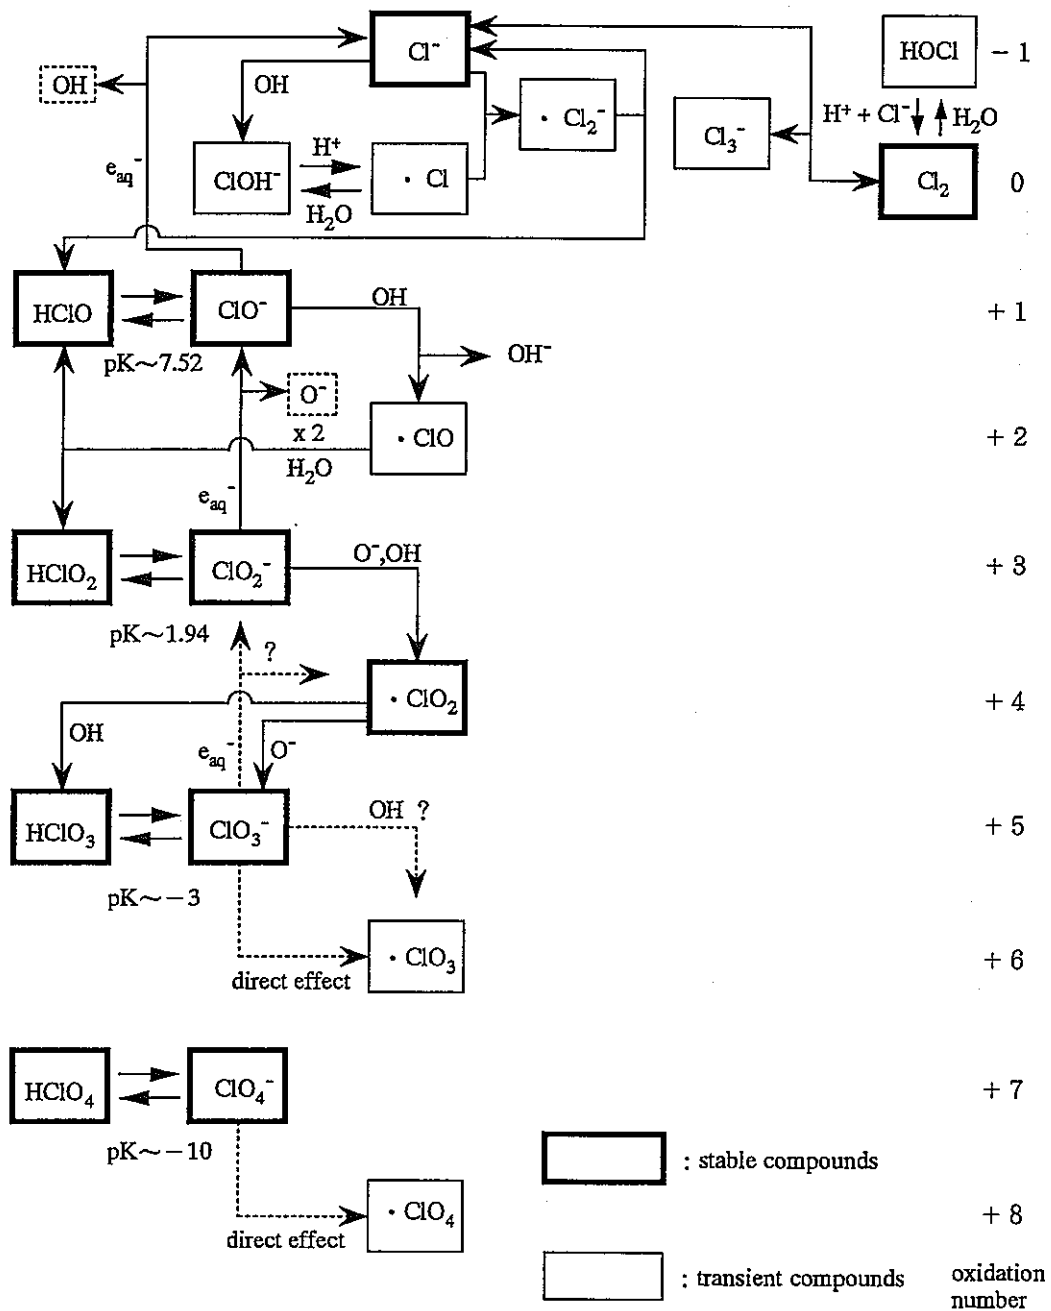 Cl⁻
HOCl
− 1
OH
OH
· Cl₂⁻
Cl₃⁻
H⁺ + Cl⁻
H₂O
eaq⁻
ClOH⁻
H⁺
H₂O
· Cl
Cl₂
0
HClO
ClO⁻
OH
+ 1
pK∼7.52
OH⁻
O⁻
x 2
H₂O
· ClO
+ 2
eaq⁻
HClO₂
ClO₂⁻
O⁻,OH
+ 3
pK∼1.94
?
· ClO₂
+ 4
OH
eaq⁻
O⁻
HClO₃
ClO₃⁻
OH ?
+ 5
pK∼−3
· ClO₃
+ 6
direct effect
HClO₄
ClO₄⁻
+ 7
pK∼−10
: stable compounds
· ClO₄
+ 8
direct effect
: transient compounds
oxidation
number